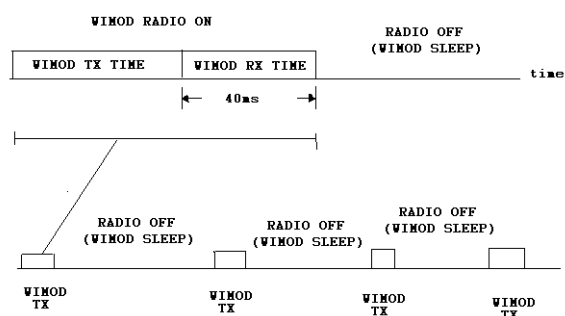 WIMOD RADIO ON
RADIO OFF
(WIMOD SLEEP)
WIMOD TX TIME
WIMOD RX TIME
time
40ms
RADIO OFF
(WIMOD SLEEP)
RADIO OFF
(WIMOD SLEEP)
RADIO OFF
(WIMOD SLEEP)
WIMOD
TX
WIMOD
TX
WIMOD
TX
WIMOD
TX